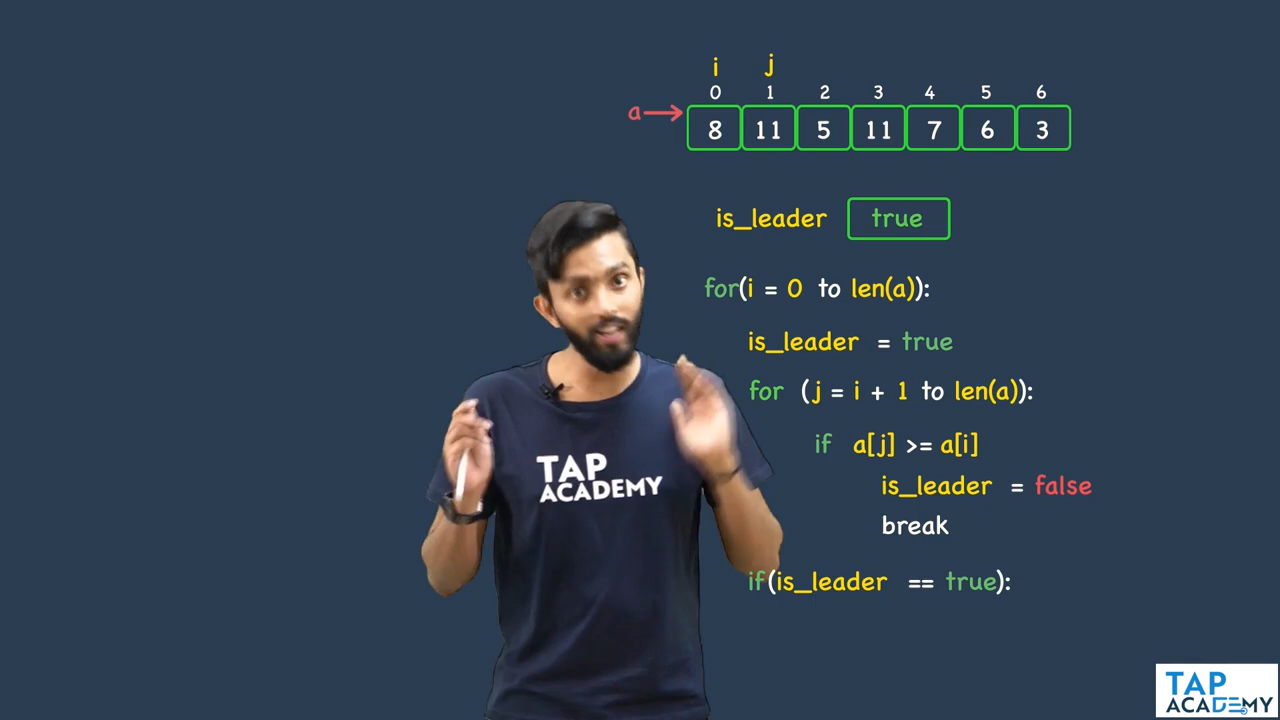 i j
0 1 2 3 4 5 6
a
8 11 5 11 7 6 3
is_leader true
for(i = 0 to len(a)):
is_leader = true
for (j = i + 1 to len(a)):
if a[j] >= a[i]
is_leader = false
break
if(is_leader == true):
TAP
ACADEMY
TAP
ACADEMY